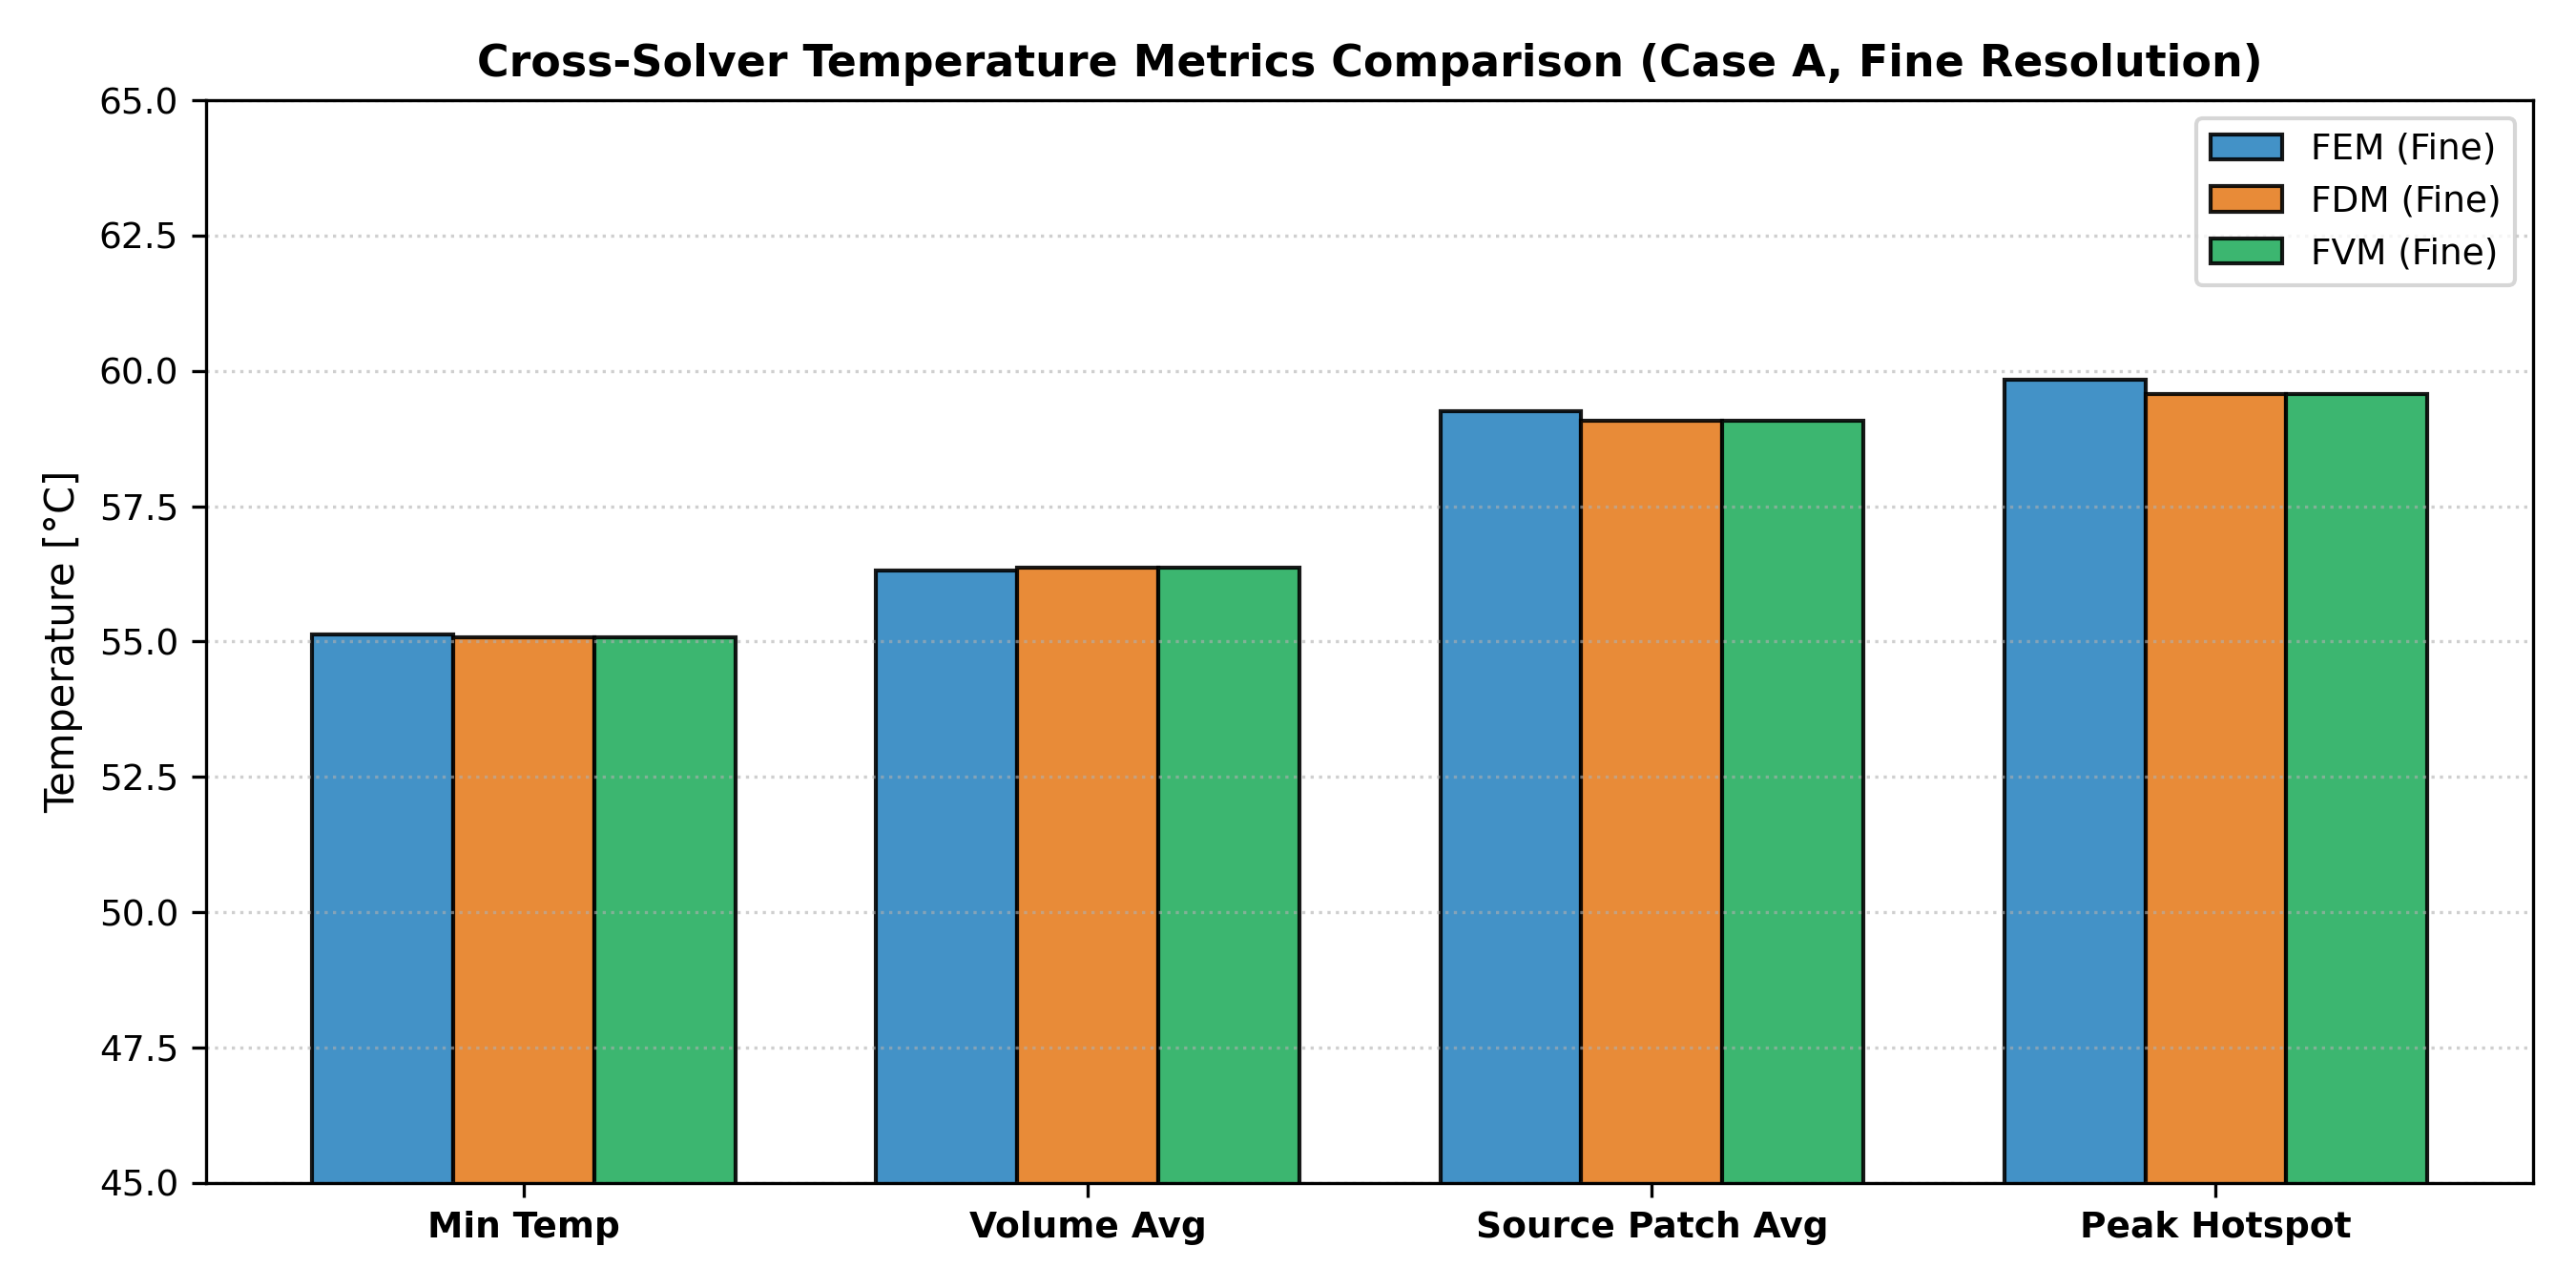 Cross-Solver Temperature Metrics Comparison (Case A, Fine Resolution)
65.0
62.5
60.0
57.5
55.0
52.5
50.0
47.5
45.0
Temperature [°C]
FEM (Fine)
FDM (Fine)
FVM (Fine)
Min Temp
Volume Avg
Source Patch Avg
Peak Hotspot